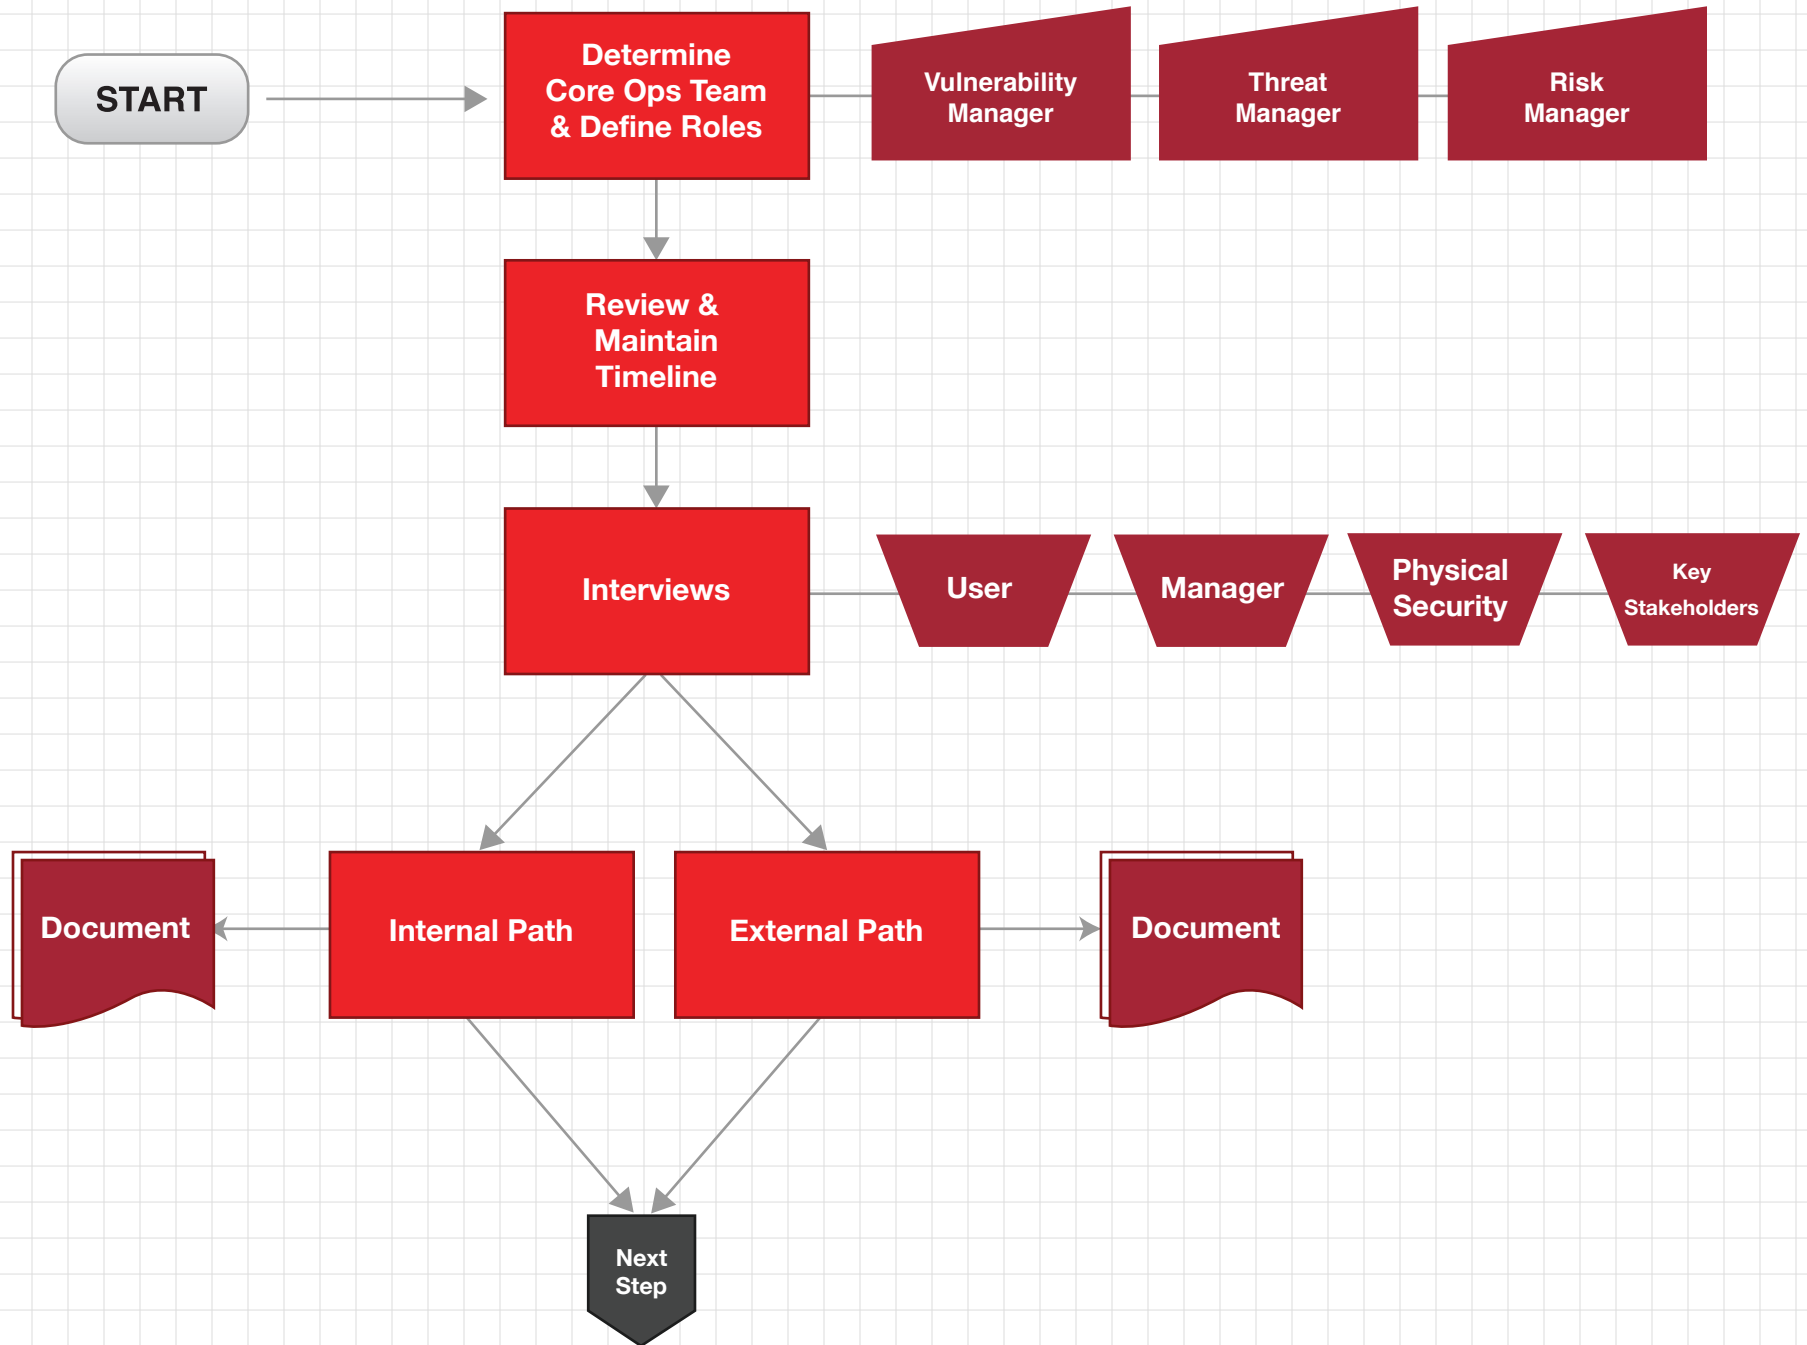 START
Determine
Core Ops Team
& Define Roles
Vulnerability
Manager
Threat
Manager
Risk
Manager
Review &
Maintain
Timeline
Interviews
User
Manager
Physical
Security
Key
Stakeholders
Document
Internal Path
External Path
Document
Next
Step